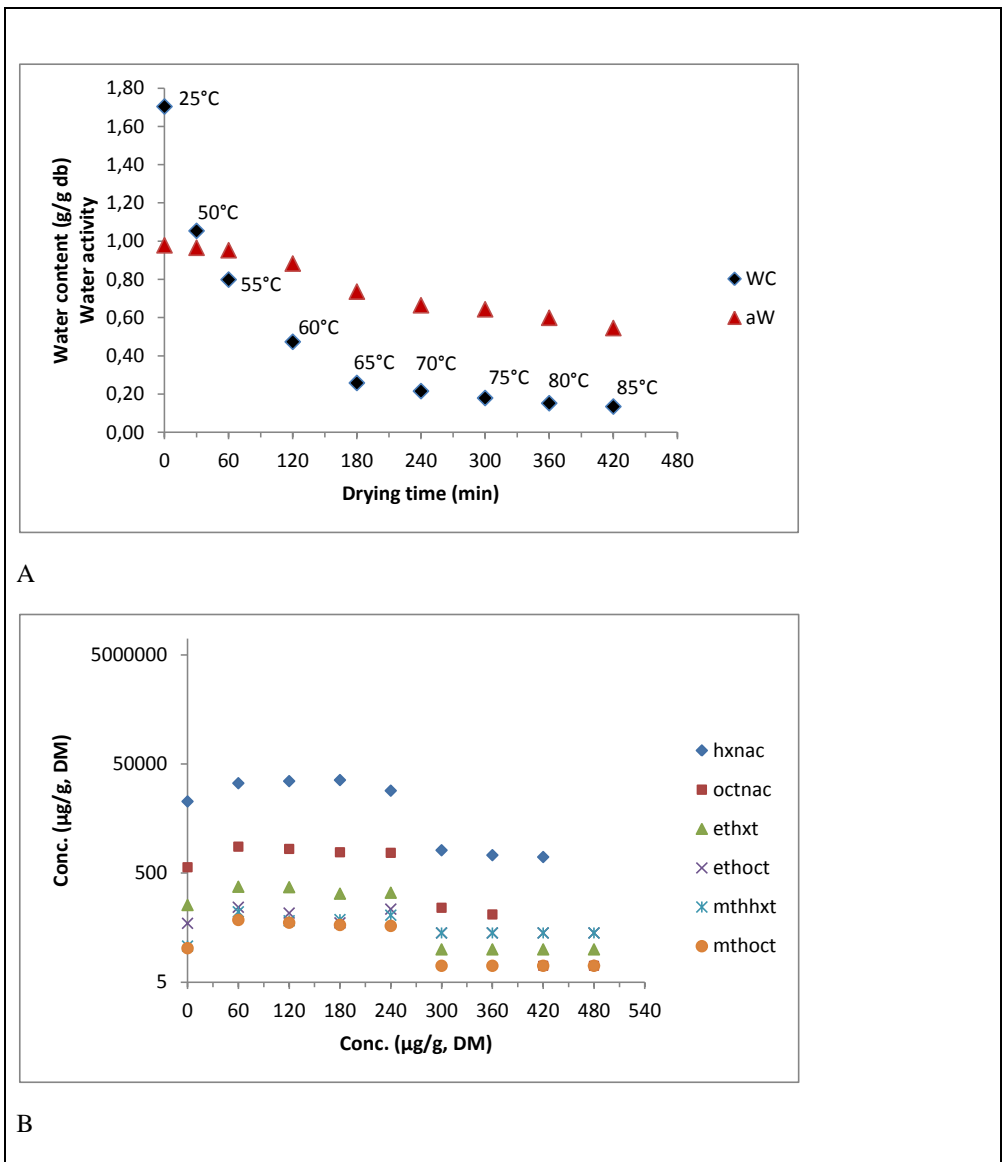 1,80
1,60
1,40
1,20
1,00
0,80
0,60
0,40
0,20
0,00
Water content (g/g db)
Water activity
25°C
50°C
55°C
60°C
65°C 70°C 75°C 80°C 85°C
0 60 120 180 240 300 360 420 480
Drying time (min)
WC
aW
A
5000000
50000
500
5
Conc. (µg/g, DM)
0 60 120 180 240 300 360 420 480 540
Conc. (µg/g, DM)
hxnac
octnac
ethxt
ethoct
mthhxt
mthoct
B